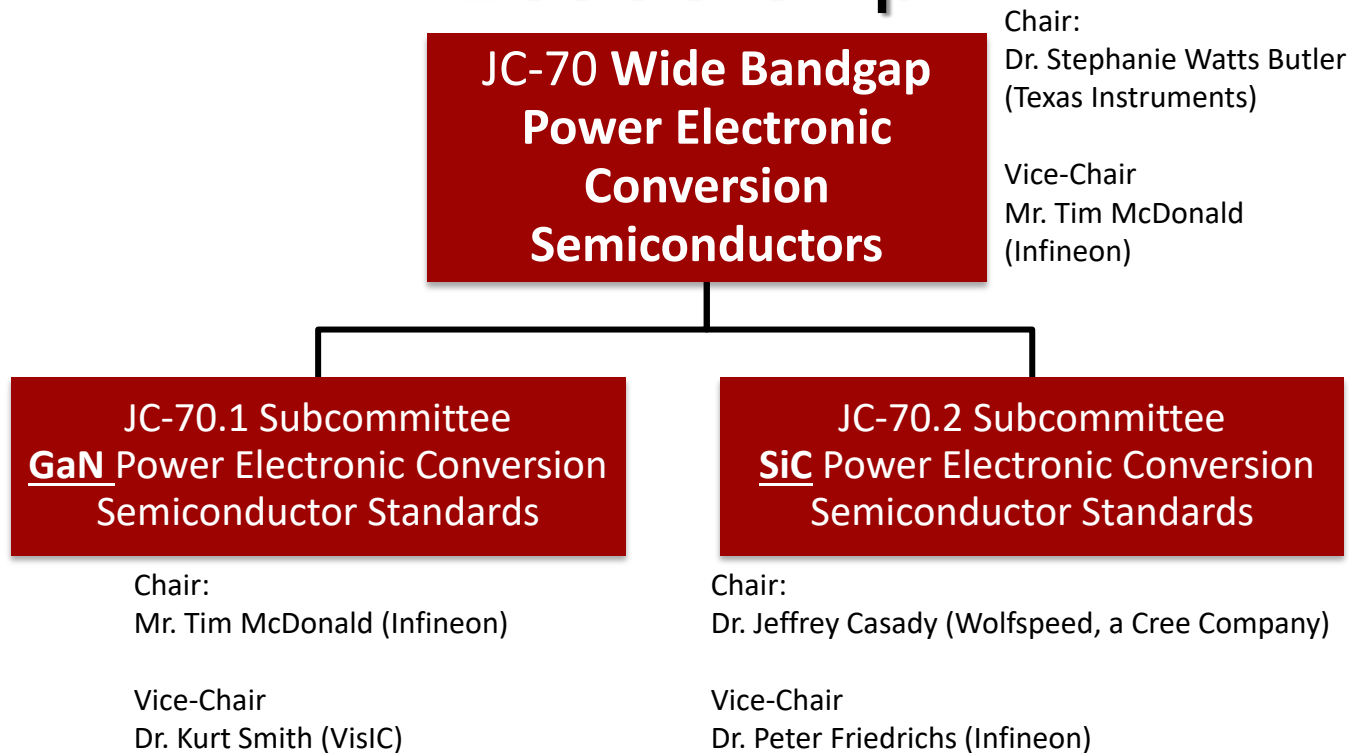 JC-70 Wide Bandgap
Power Electronic
Conversion
Semiconductors
Chair:
Dr. Stephanie Watts Butler
(Texas Instruments)
Vice-Chair
Mr. Tim McDonald
(Infineon)
JC-70.1 Subcommittee
GaN Power Electronic Conversion
Semiconductor Standards
Chair:
Mr. Tim McDonald (Infineon)
Vice-Chair
Dr. Kurt Smith (VisIC)
JC-70.2 Subcommittee
SiC Power Electronic Conversion
Semiconductor Standards
Chair:
Dr. Jeffrey Casady (Wolfspeed, a Cree Company)
Vice-Chair
Dr. Peter Friedrichs (Infineon)